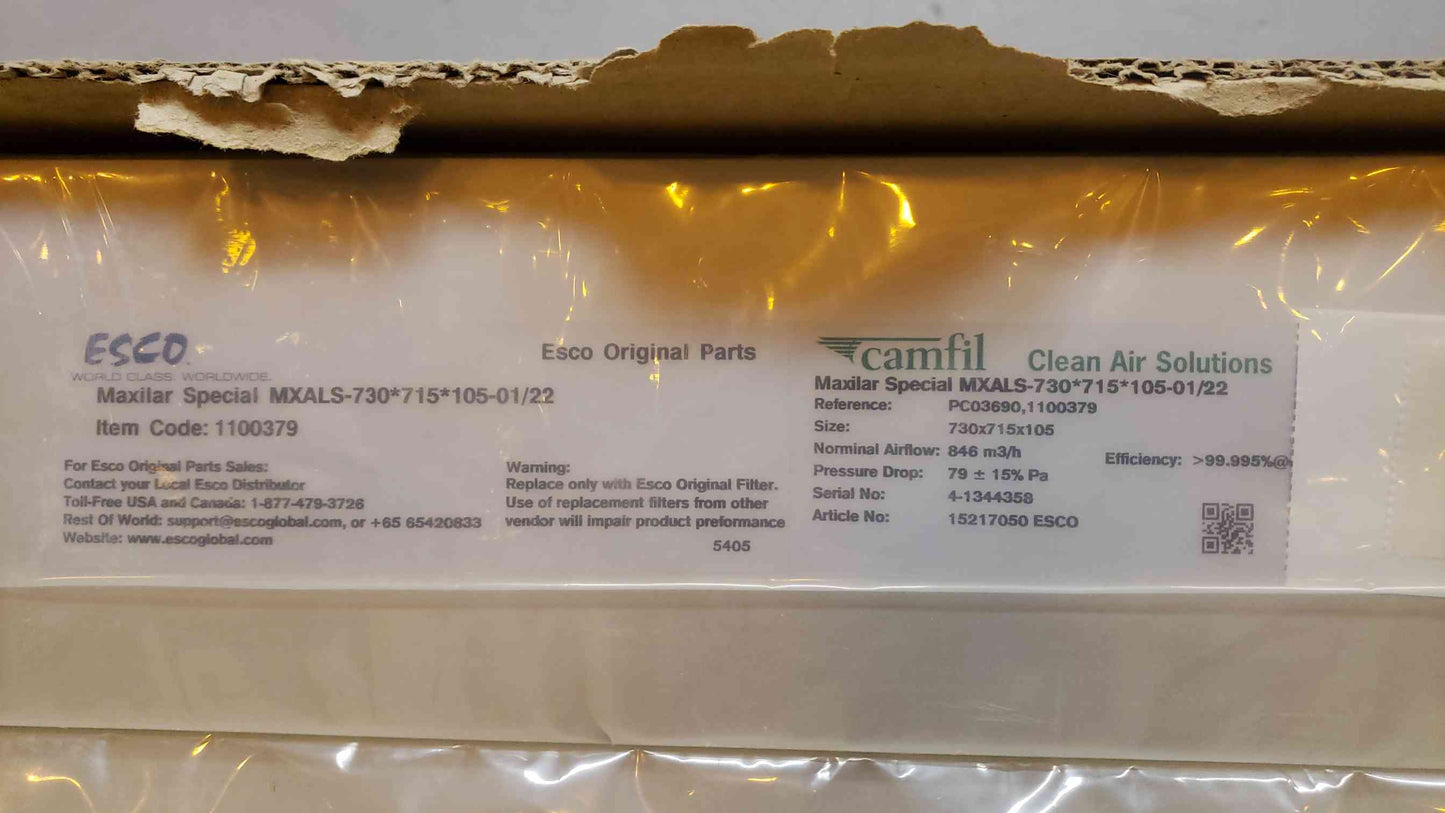 ESCO
WORLD CLASS. WORLDWIDE.
Esco Original Parts
Maxilar Special MXALS-730*715*105-01/22
Item Code: 1100379
For Esco Original Parts Sales:
Contact your Local Esco Distributor
Toll-Free USA and Canada: 1-877-479-3726
Rest Of World: support@escoglobal.com, or +65 65420833
Website: www.escoglobal.com
Warning:
Replace only with Esco Original Filter.
Use of replacement filters from other
vendor will impair product preformance
5405
camfil Clean Air Solutions
Maxilar Special MXALS-730*715*105-01/22
Reference: PC03690,1100379
Size: 730x715x105
Norminal Airflow: 846 m3/h
Efficiency: >99.995%@
Pressure Drop: 79 ± 15% Pa
Serial No: 4-1344358
Article No: 15217050 ESCO